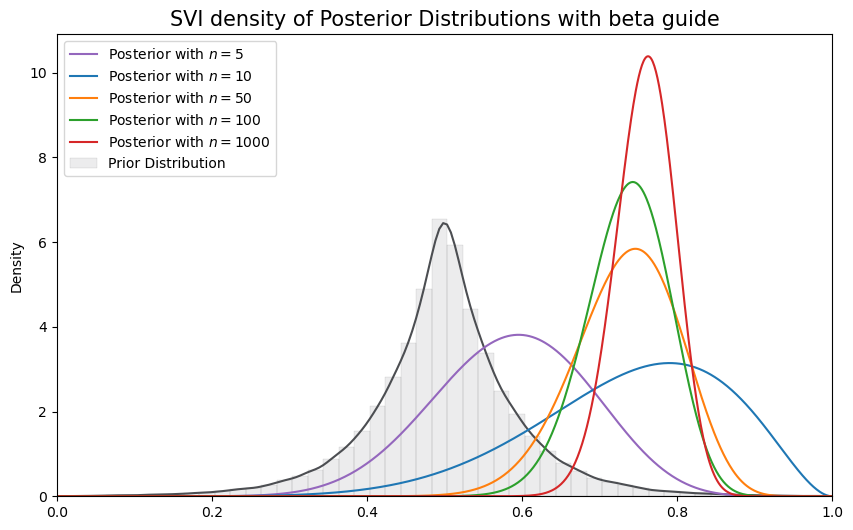 SVI density of Posterior Distributions with beta guide
Posterior with n = 5
Posterior with n = 10
Posterior with n = 50
Posterior with n = 100
Posterior with n = 1000
Prior Distribution
Density
10
8
6
4
2
0
0.0 0.2 0.4 0.6 0.8 1.0